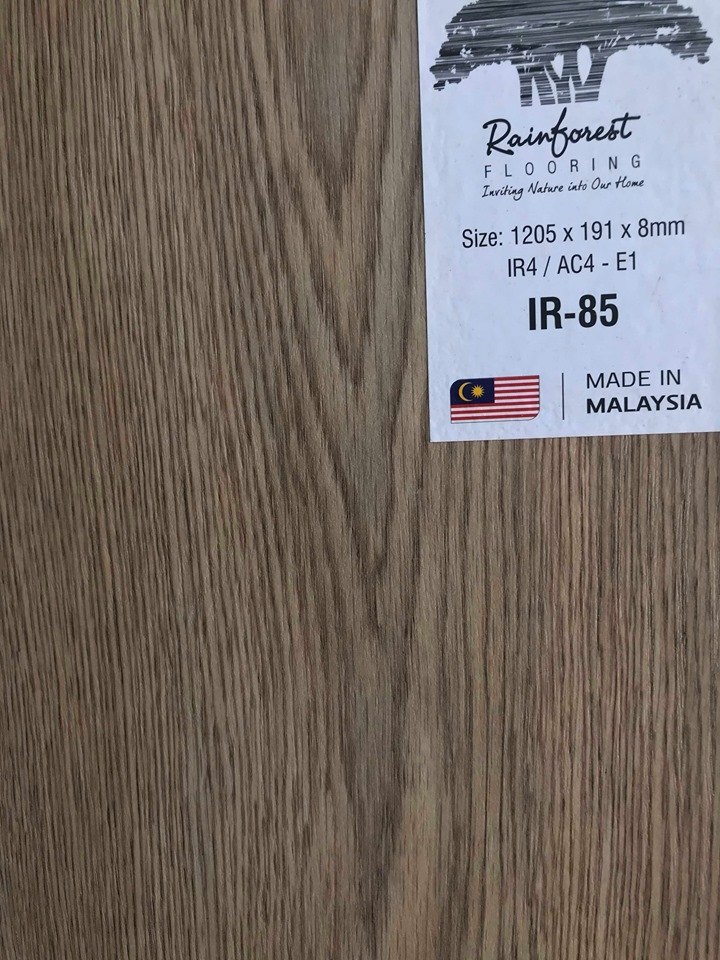 Rainforest
FLOORING
Inviting Nature into Our Home
Size: 1205 x 191 x 8mm
IR4 / AC4 - E1
IR-85
MADE IN
MALAYSIA